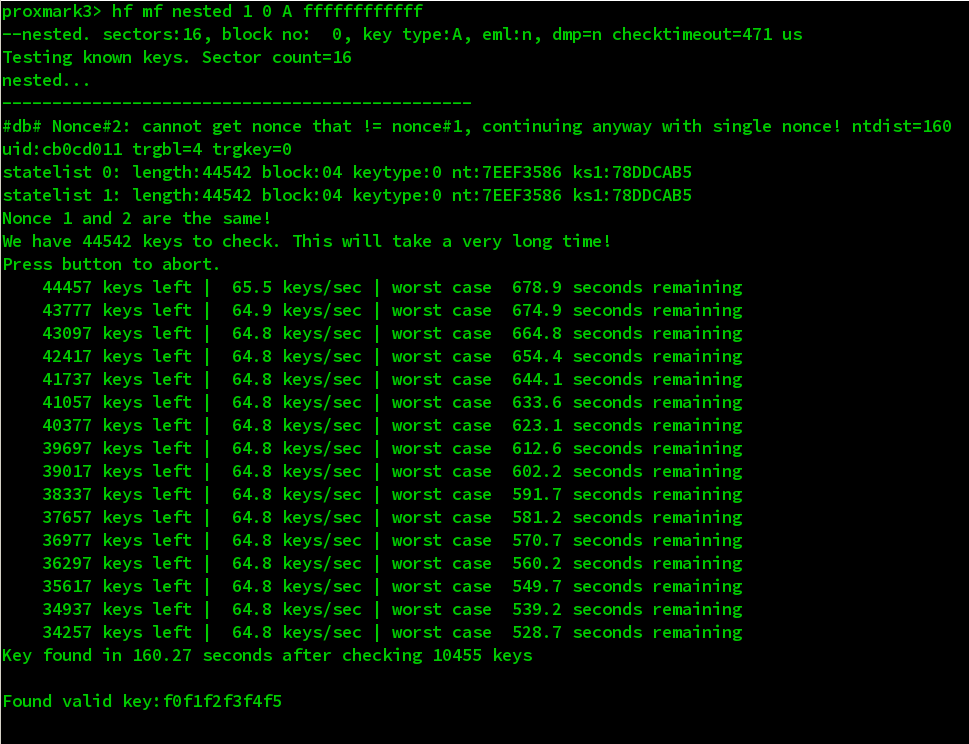 proxmark3> hf mf nested 1 0 A ffffffffffff
--nested. sectors:16, block no:  0, key type:A, eml:n, dmp=n checktimeout=471 us
Testing known keys. Sector count=16
nested...
-----------------------------------------------
#db# Nonce#2: cannot get nonce that != nonce#1, continuing anyway with single nonce! ntdist=160
uid:cb0cd011 trgbl=4 trgkey=0
statelist 0: length:44542 block:04 keytype:0 nt:7EEF3586 ks1:78DDCAB5
statelist 1: length:44542 block:04 keytype:0 nt:7EEF3586 ks1:78DDCAB5
Nonce 1 and 2 are the same!
We have 44542 keys to check. This will take a very long time!
Press button to abort.
    44457 keys left |  65.5 keys/sec | worst case  678.9 seconds remaining
    43777 keys left |  64.9 keys/sec | worst case  674.9 seconds remaining
    43097 keys left |  64.8 keys/sec | worst case  664.8 seconds remaining
    42417 keys left |  64.8 keys/sec | worst case  654.4 seconds remaining
    41737 keys left |  64.8 keys/sec | worst case  644.1 seconds remaining
    41057 keys left |  64.8 keys/sec | worst case  633.6 seconds remaining
    40377 keys left |  64.8 keys/sec | worst case  623.1 seconds remaining
    39697 keys left |  64.8 keys/sec | worst case  612.6 seconds remaining
    39017 keys left |  64.8 keys/sec | worst case  602.2 seconds remaining
    38337 keys left |  64.8 keys/sec | worst case  591.7 seconds remaining
    37657 keys left |  64.8 keys/sec | worst case  581.2 seconds remaining
    36977 keys left |  64.8 keys/sec | worst case  570.7 seconds remaining
    36297 keys left |  64.8 keys/sec | worst case  560.2 seconds remaining
    35617 keys left |  64.8 keys/sec | worst case  549.7 seconds remaining
    34937 keys left |  64.8 keys/sec | worst case  539.2 seconds remaining
    34257 keys left |  64.8 keys/sec | worst case  528.7 seconds remaining
Key found in 160.27 seconds after checking 10455 keys

Found valid key:f0f1f2f3f4f5